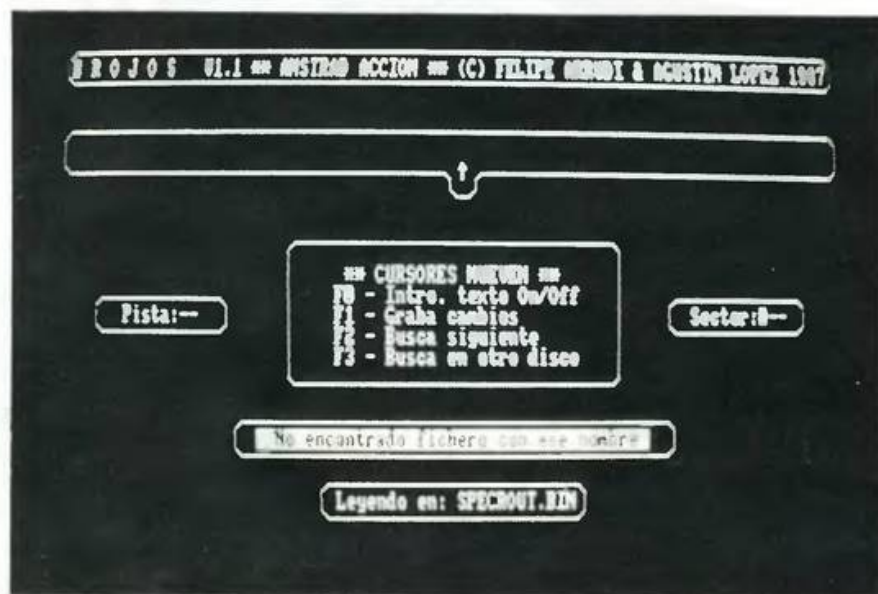 B R O J O S V1.1 ** AMSTRAD ACCION ** (C) FELIPE ARRUDI & AGUSTIN LOPEZ 1987
↑
** CURSORES MUEVEN **
F0 - Intro. texto On/Off
F1 - Graba cambios
F2 - Busca siguiente
F3 - Busca en otro disco
Pista:--
Sector:&--
No encontrado fichero con ese nombre
Leyendo en: SPECROUT.BIN